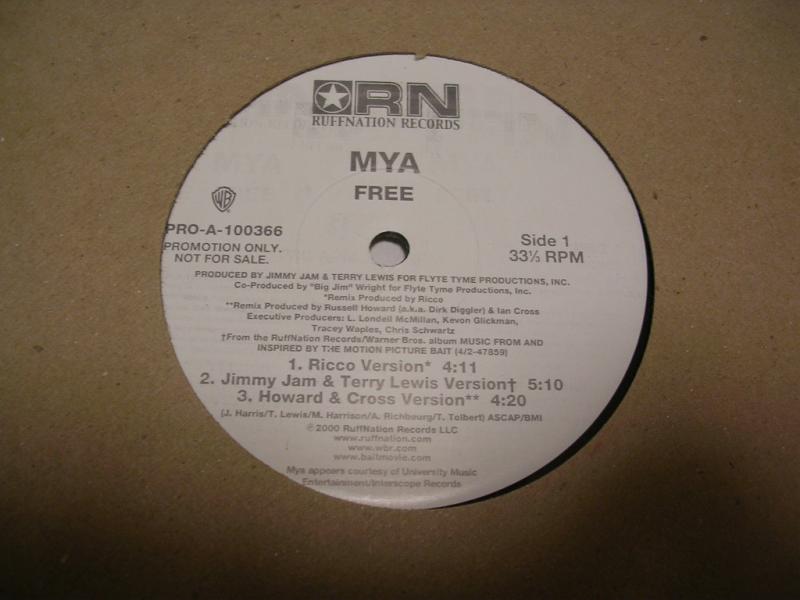 RN
RUFFNATION RECORDS
MYA
FREE
WB
PRO-A-100366
PROMOTION ONLY.
NOT FOR SALE.
Side 1
33⅓ RPM
PRODUCED BY JIMMY JAM & TERRY LEWIS FOR FLYTE TYME PRODUCTIONS, INC.
Co-Produced by "Big Jim" Wright for Flyte Tyme Productions, Inc.
*Remix Produced by Ricco
**Remix Produced by Russell Howard (a.k.a. Dirk Diggler) & Ian Cross
Executive Producers: L. Londell McMillan, Kevon Glickman,
Tracey Waples, Chris Schwartz
†From the RuffNation Records/Warner Bros. album MUSIC FROM AND
INSPIRED BY THE MOTION PICTURE BAIT (4/2-47859)
1. Ricco Version* 4:11
2. Jimmy Jam & Terry Lewis Version† 5:10
3. Howard & Cross Version** 4:20
(J. Harris/T. Lewis/M. Harrison/A. Richbourg/T. Tolbert) ASCAP/BMI
℗2000 RuffNation Records LLC
www.ruffnation.com
www.wbr.com
www.baitmovie.com
Mya appears courtesy of University Music
Entertainment/Interscope Records